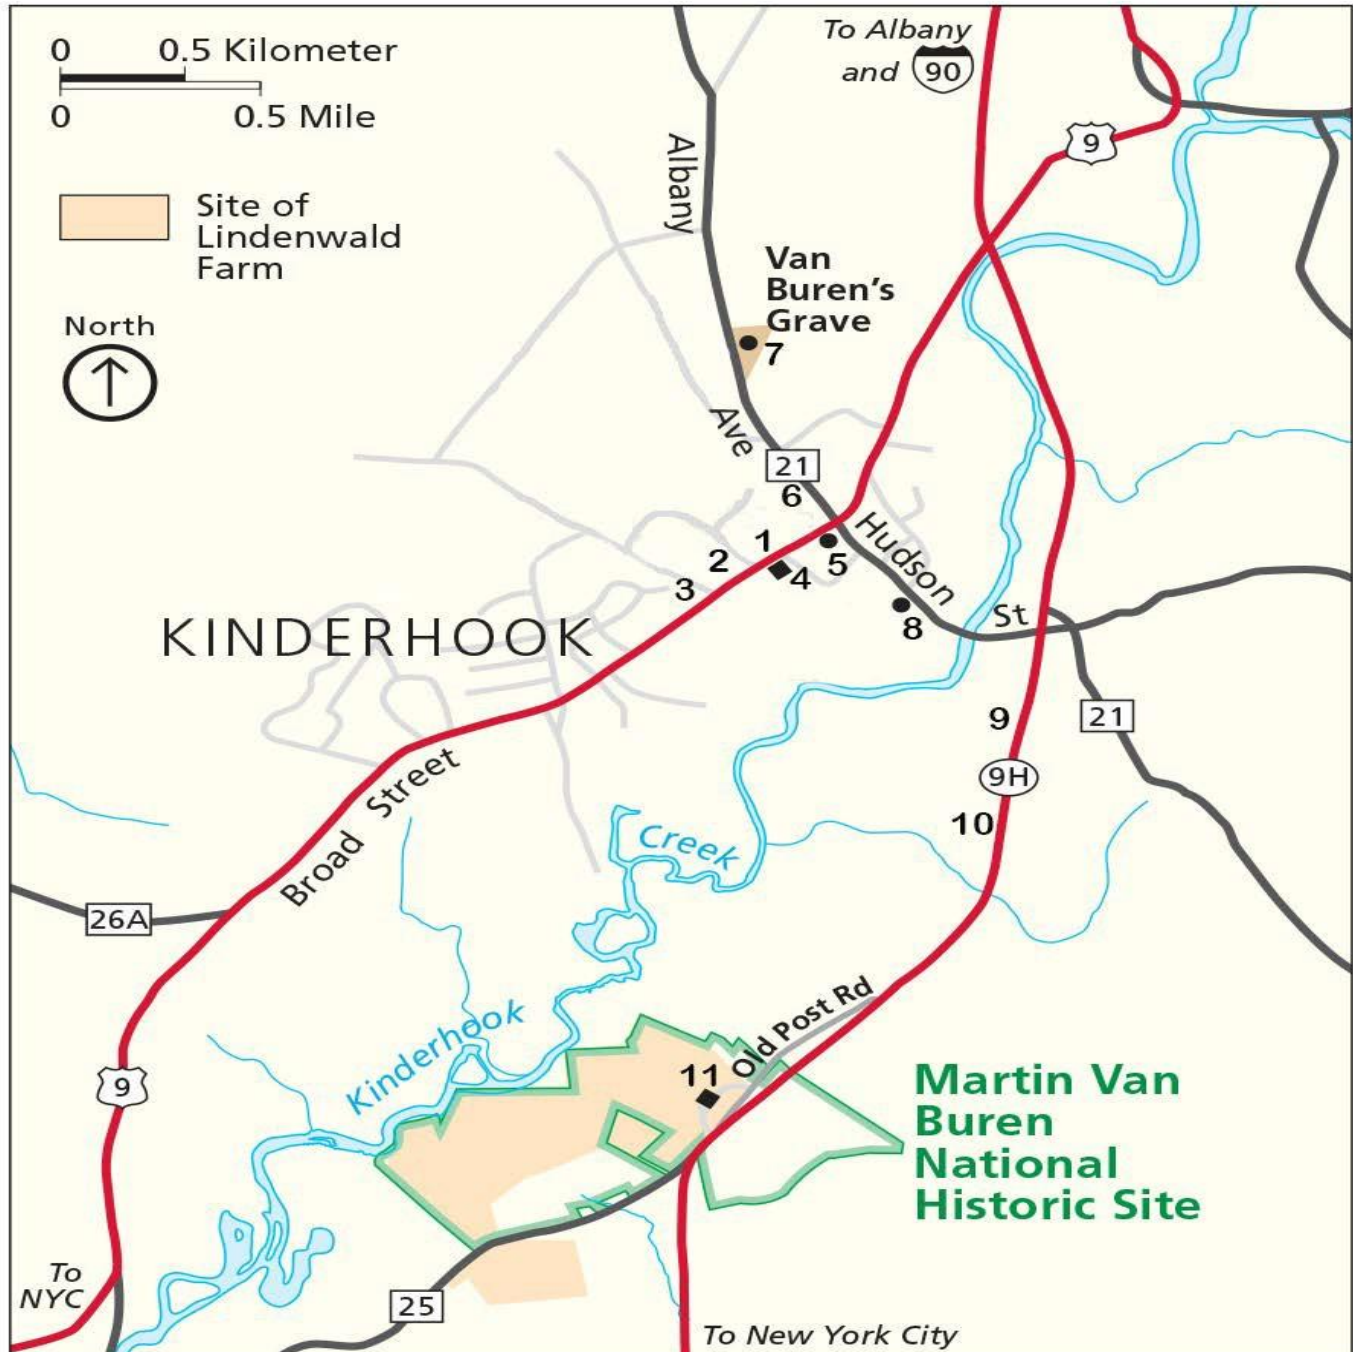 0 0.5 Kilometer
0 0.5 Mile
Site of
Lindenwald
Farm
North
To Albany
and 90
9
Albany
Ave
Van
Buren's
Grave
7
21
6
Hudson
St
1
2
3
4
5
8
KINDERHOOK
9
21
9H
10
Broad Street
Creek
26A
Kinderhook
Old Post Rd
11
9
Martin Van
Buren
National
Historic Site
To
NYC
25
To New York City